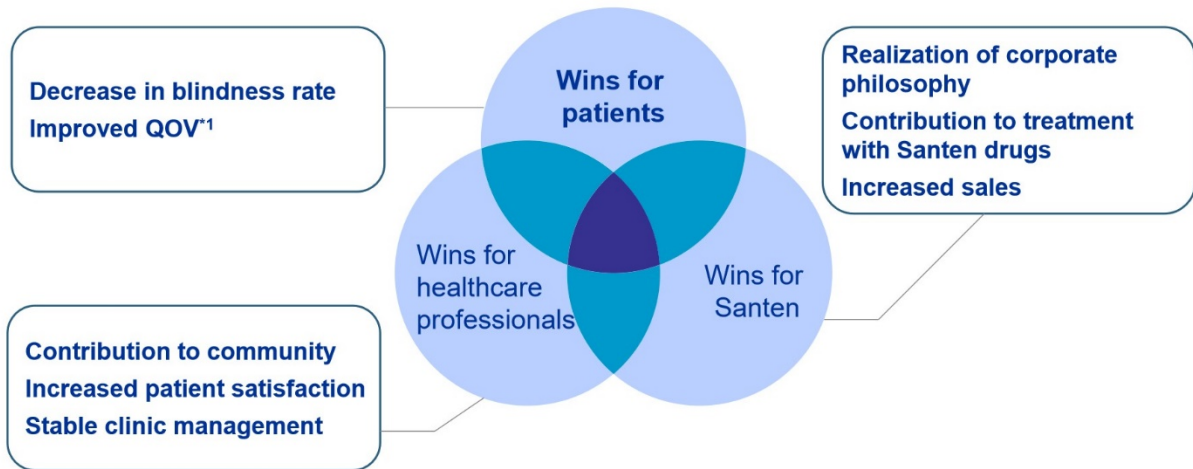 Decrease in blindness rate
Improved QOV*1
Wins for
patients
Realization of corporate
philosophy
Contribution to treatment
with Santen drugs
Increased sales
Wins for
healthcare
professionals
Wins for
Santen
Contribution to community
Increased patient satisfaction
Stable clinic management